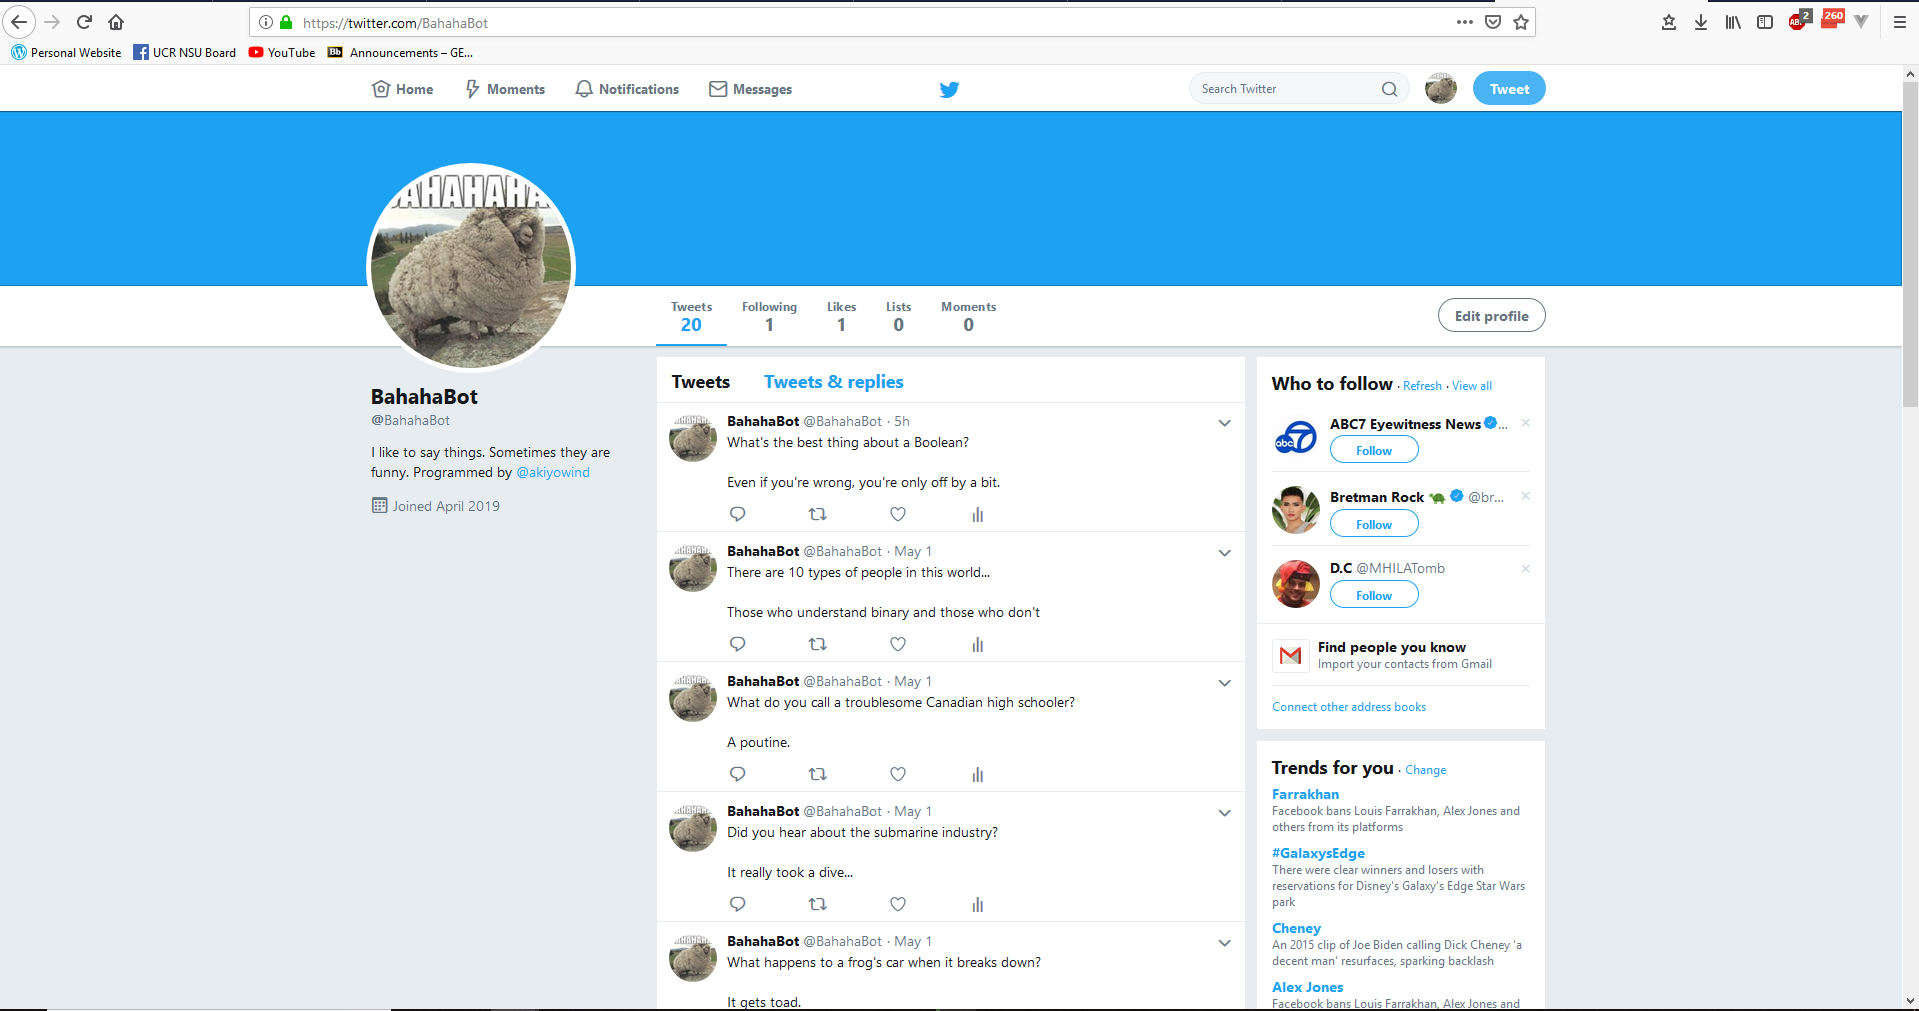 https://twitter.com/BahahaBot
2
260
Personal Website
UCR NSU Board
YouTube
Bb
Announcements – GE...
Home
Moments
Notifications
Messages
Search Twitter
Tweet
AHAHAHA
Tweets
20
Following
1
Likes
1
Lists
0
Moments
0
Edit profile
BahahaBot
@BahahaBot
I like to say things. Sometimes they are
funny. Programmed by @akiyowind
Joined April 2019
Tweets
Tweets & replies
BahahaBot @BahahaBot · 5h
What's the best thing about a Boolean?
Even if you're wrong, you're only off by a bit.
BahahaBot @BahahaBot · May 1
There are 10 types of people in this world...
Those who understand binary and those who don't
BahahaBot @BahahaBot · May 1
What do you call a troublesome Canadian high schooler?
A poutine.
BahahaBot @BahahaBot · May 1
Did you hear about the submarine industry?
It really took a dive...
BahahaBot @BahahaBot · May 1
What happens to a frog's car when it breaks down?
It gets toad.
Who to follow · Refresh · View all
ABC7 Eyewitness News ...
abc 7
Follow
Bretman Rock @br...
Follow
D.C @MHILATomb
Follow
Find people you know
Import your contacts from Gmail
Connect other address books
Trends for you · Change
Farrakhan
Facebook bans Louis Farrakhan, Alex Jones and
others from its platforms
#GalaxysEdge
There were clear winners and losers with
reservations for Disney's Galaxy's Edge Star Wars
park
Cheney
An 2015 clip of Joe Biden calling Dick Cheney 'a
decent man' resurfaces, sparking backlash
Alex Jones
Facebook bans Louis Farrakhan, Alex Jones and